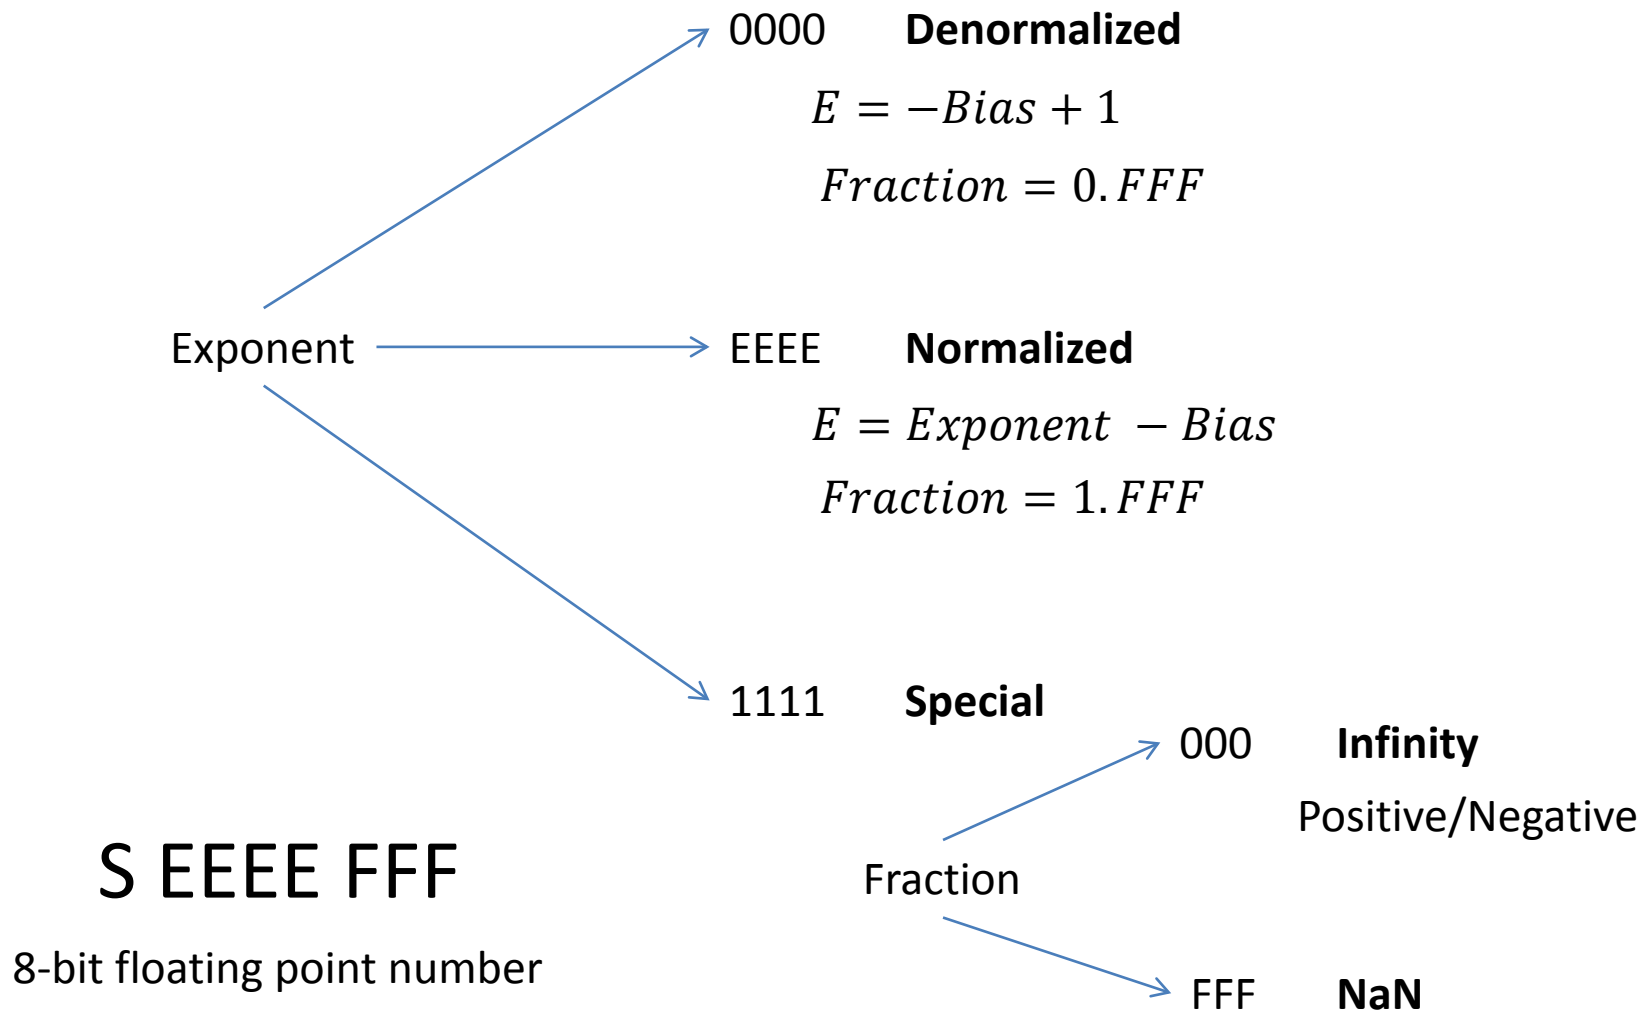 0000 Denormalized
E = −Bias + 1
Fraction = 0. FFF
Exponent EEEE Normalized
E = Exponent − Bias
Fraction = 1. FFF
1111 Special
000 Infinity
Positive/Negative
S EEEE FFF
Fraction
8-bit floating point number
FFF NaN